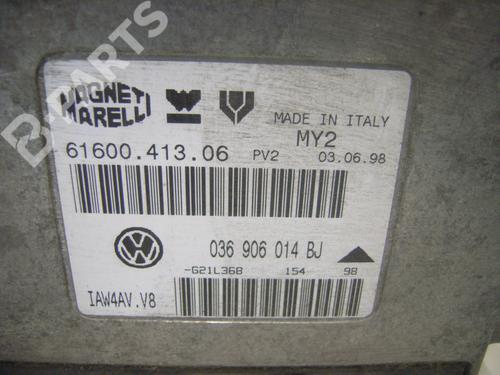 B-PARTS
MAGNETI
MARELLI
MADE IN ITALY
MY2
61600.413.06 PV2 03.06.98
036 906 014 BJ
-G21L368 154 98
IAW4AV.V8